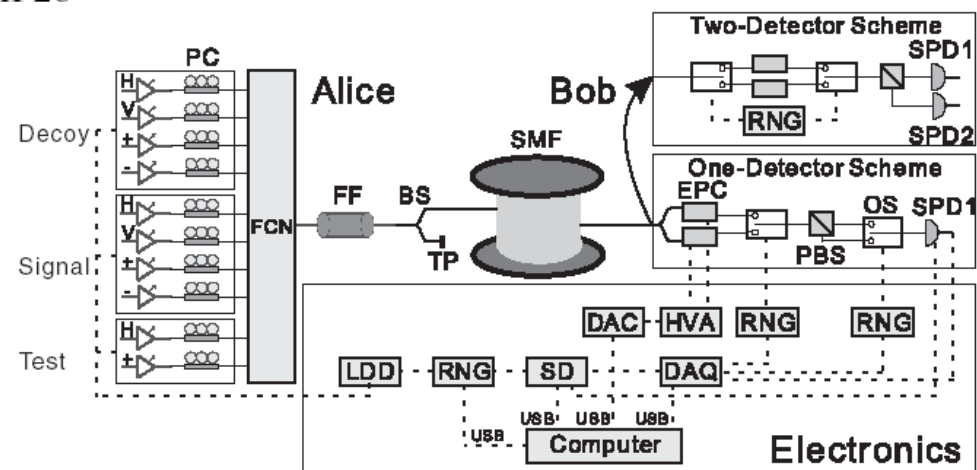 Two-Detector Scheme
SPD1
PC
H
V
+
-
Decoy
Alice
Bob
RNG
SPD2
SMF
One-Detector Scheme
EPC
OS
SPD1
FF
BS
FCN
TP
PBS
H
V
+
-
Signal
DAC
HVA
RNG
RNG
H
+
Test
LDD
RNG
SD
DAQ
USB
USB
USB
USB
Computer
Electronics